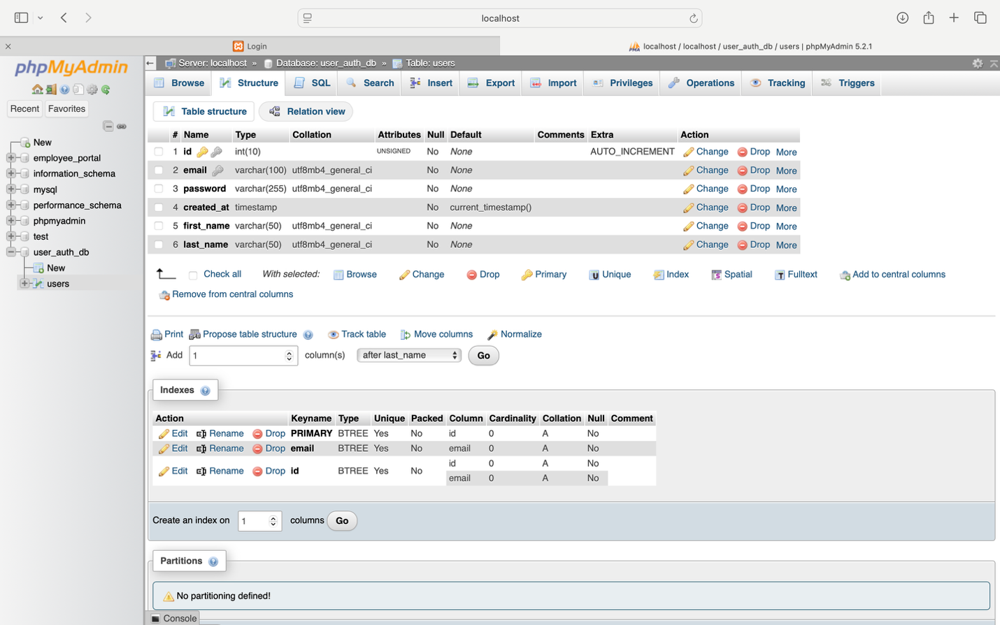 localhost
Login
localhost / localhost / user_auth_db / users | phpMyAdmin 5.2.1
phpMyAdmin
Recent Favorites
New
employee_portal
information_schema
mysql
performance_schema
phpmyadmin
test
user_auth_db
New
users
Server: localhost » Database: user_auth_db » Table: users
Browse Structure SQL Search Insert Export Import Privileges Operations Tracking Triggers
Table structure Relation view
# Name Type Collation Attributes Null Default Comments Extra Action
1 id int(10) UNSIGNED No None AUTO_INCREMENT Change Drop More
2 email varchar(100) utf8mb4_general_ci No None Change Drop More
3 password varchar(255) utf8mb4_general_ci No None Change Drop More
4 created_at timestamp No current_timestamp() Change Drop More
5 first_name varchar(50) utf8mb4_general_ci No None Change Drop More
6 last_name varchar(50) utf8mb4_general_ci No None Change Drop More
Check all With selected: Browse Change Drop Primary Unique Index Spatial Fulltext Add to central columns
Remove from central columns
Print Propose table structure Track table Move columns Normalize
Add 1 column(s) after last_name Go
Indexes
Action Keyname Type Unique Packed Column Cardinality Collation Null Comment
Edit Rename Drop PRIMARY BTREE Yes No id 0 A No
Edit Rename Drop email BTREE Yes No email 0 A No
Edit Rename Drop id BTREE Yes No id 0 A No
email 0 A No
Create an index on 1 columns Go
Partitions
No partitioning defined!
Console